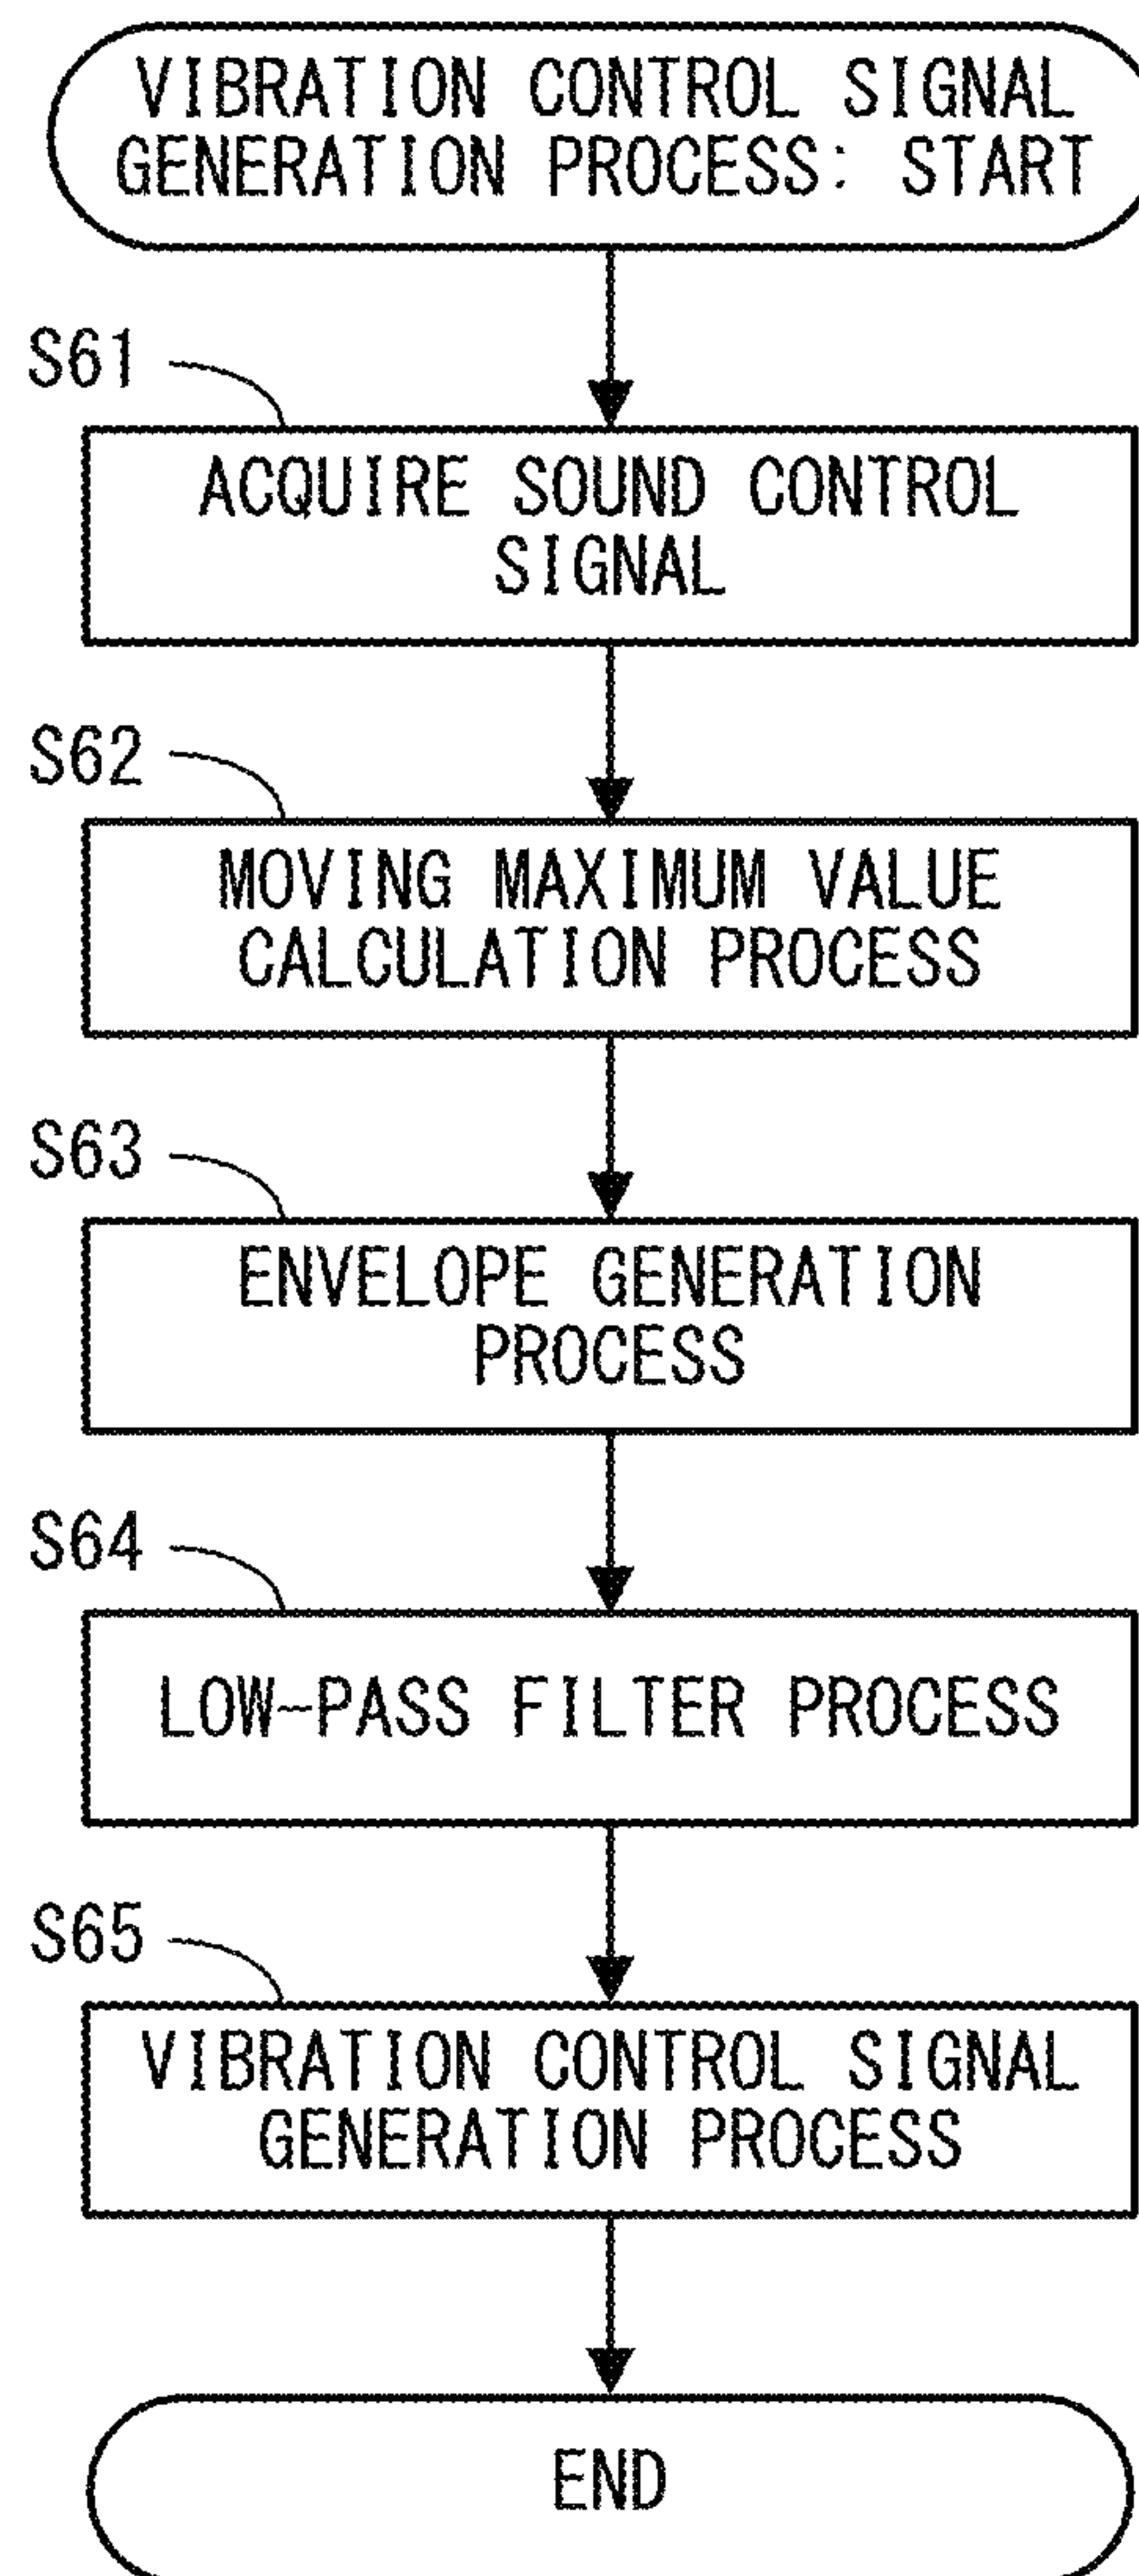 VIBRATION CONTROL SIGNAL
GENERATION PROCESS: START
S61
ACQUIRE SOUND CONTROL
SIGNAL
S62
MOVING MAXIMUM VALUE
CALCULATION PROCESS
S63
ENVELOPE GENERATION
PROCESS
S64
LOW-PASS FILTER PROCESS
S65
VIBRATION CONTROL SIGNAL
GENERATION PROCESS
END